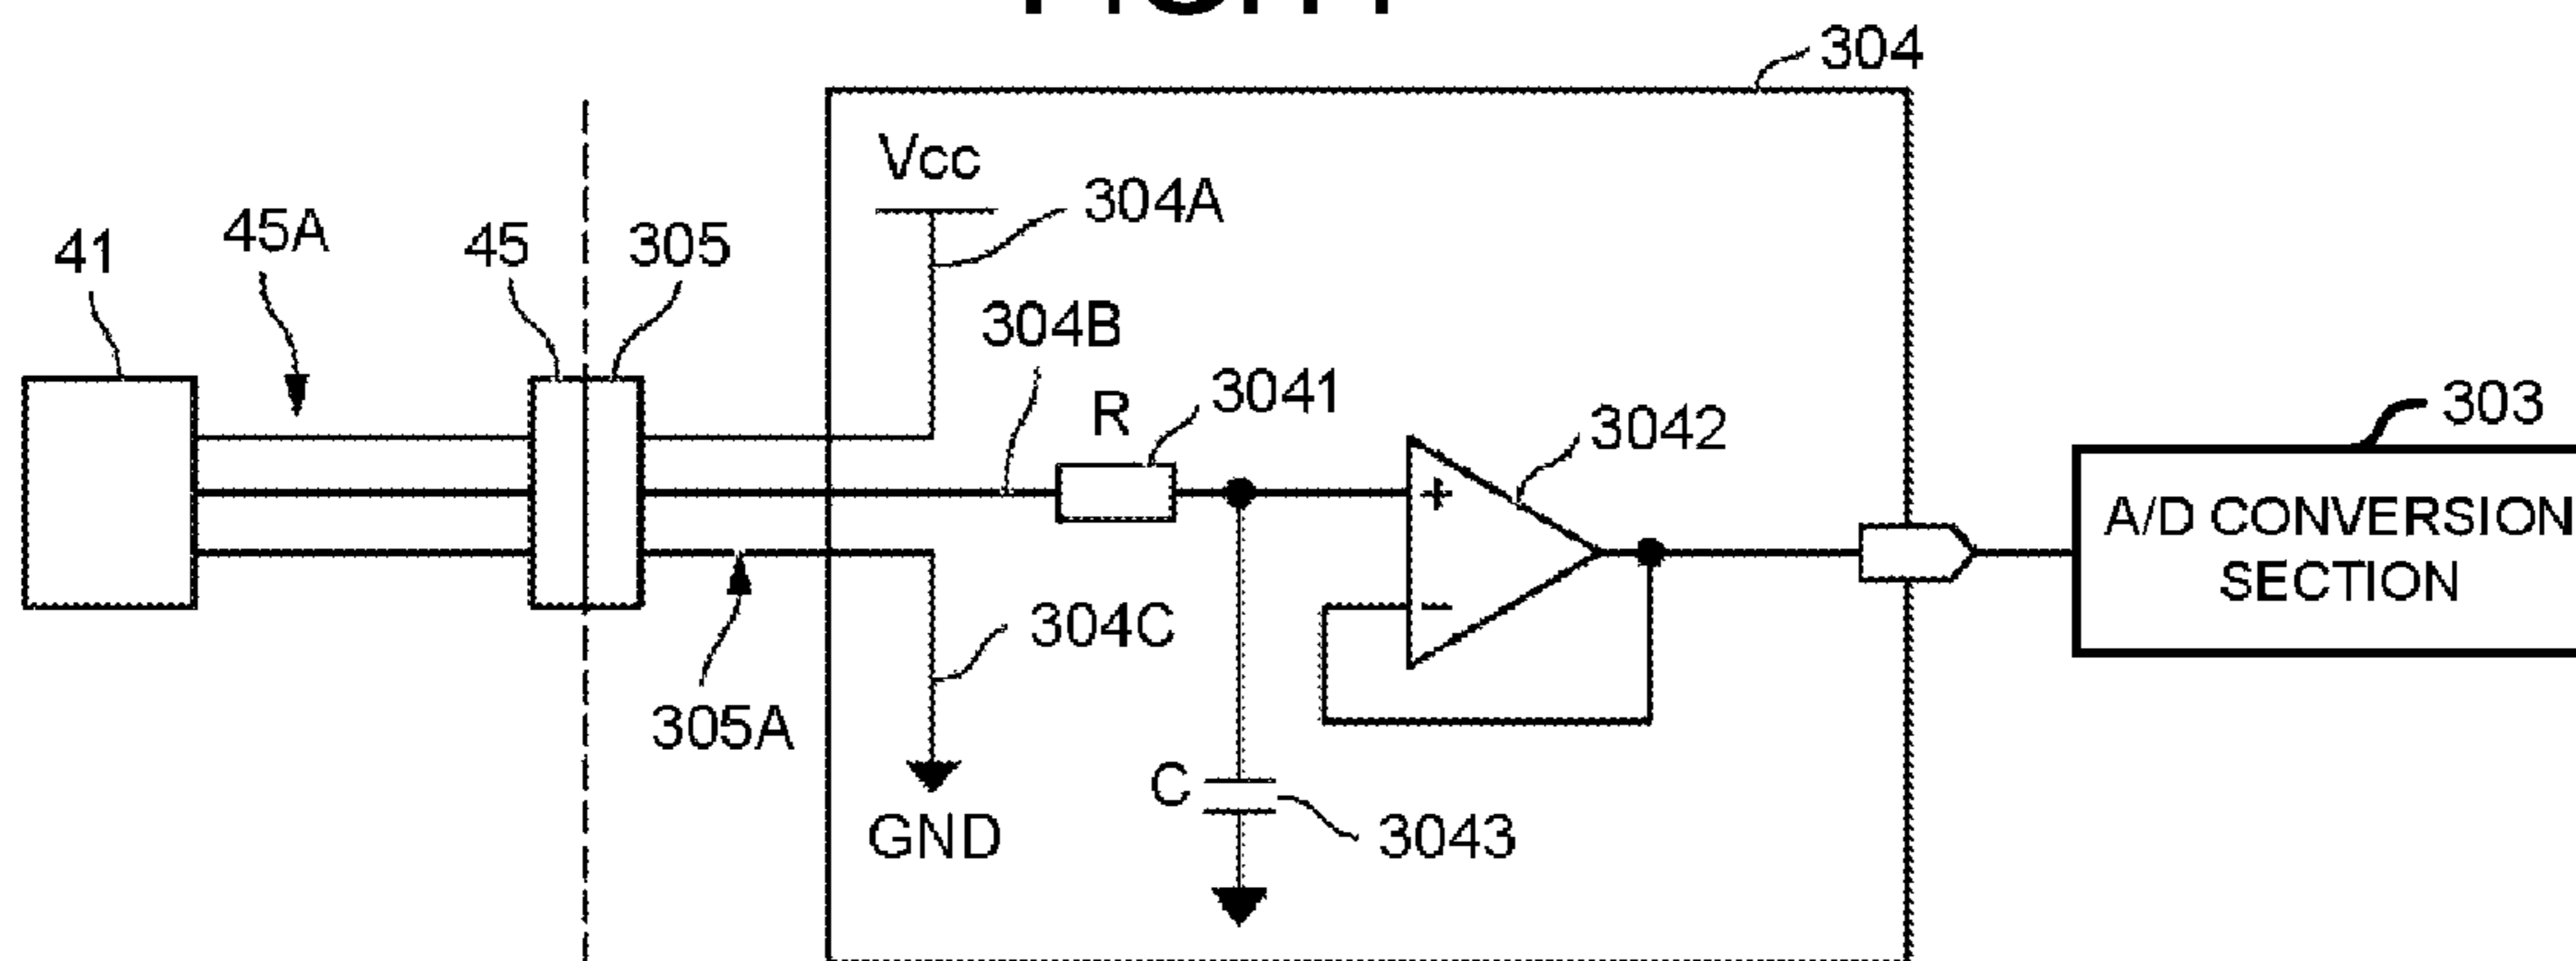 304
Vcc
304A
41
45A
45
305
304B
R
3041
3042
303
+
A/D CONVERSION
SECTION
−
304C
305A
GND
C
3043